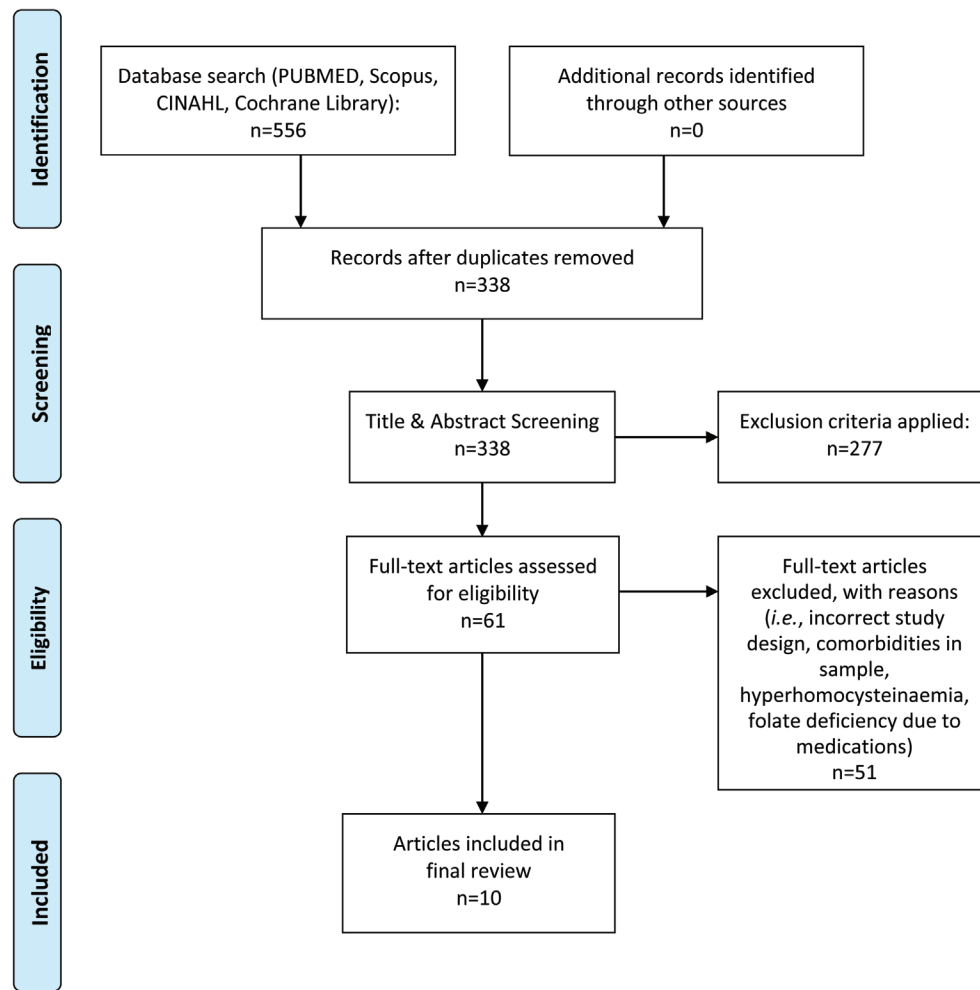 Identification
Database search (PUBMED, Scopus,
CINAHL, Cochrane Library):
n=556
Additional records identified
through other sources
n=0
Records after duplicates removed
n=338
Screening
Title & Abstract Screening
n=338
Exclusion criteria applied:
n=277
Eligibility
Full-text articles assessed
for eligibility
n=61
Full-text articles
excluded, with reasons
(i.e., incorrect study
design, comorbidities in
sample,
hyperhomocysteinaemia,
folate deficiency due to
medications)
n=51
Included
Articles included in
final review
n=10